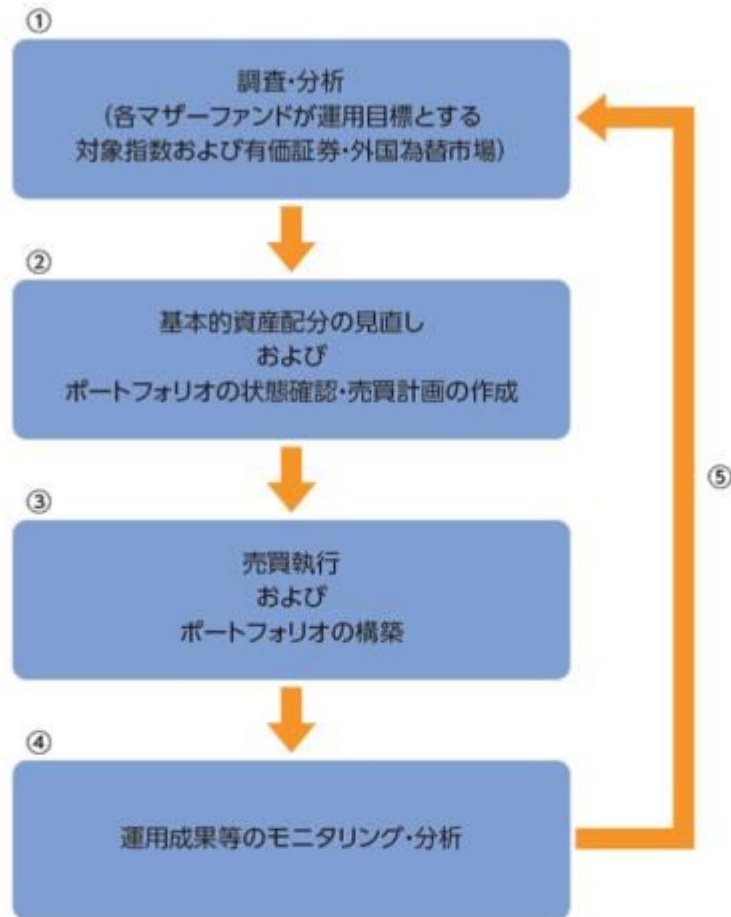 ①
調査・分析
(各マザーファンドが運用目標とする
対象指数および有価証券・外国為替市場)
②
基本的資産配分の見直し
および
ポートフォリオの状態確認・売買計画の作成
③
売買執行
および
ポートフォリオの構築
④
運用成果等のモニタリング・分析
⑤